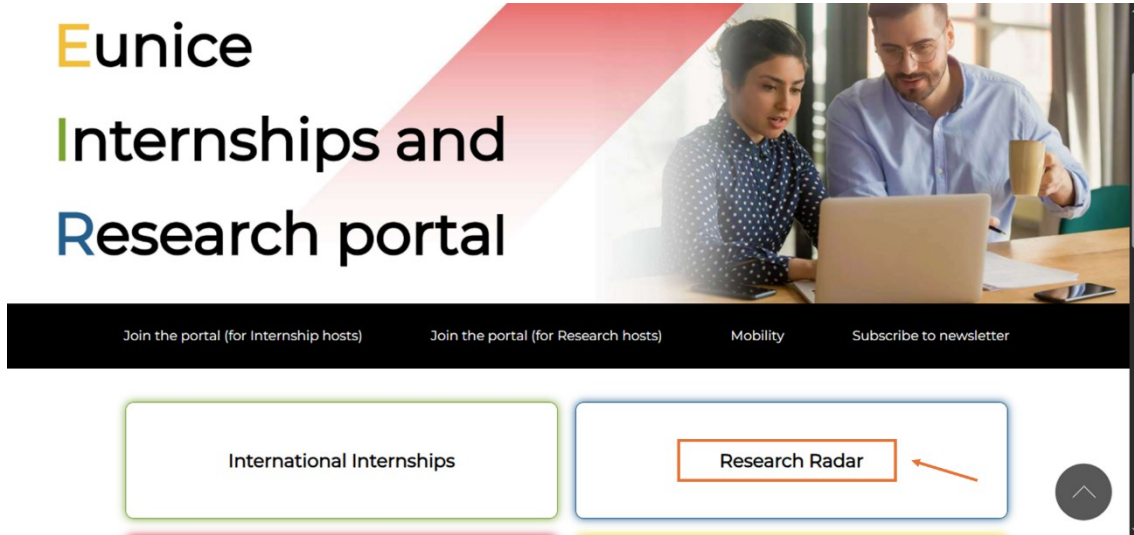 Eunice
Internships and
Research portal
Join the portal (for Internship hosts) Join the portal (for Research hosts) Mobility Subscribe to newsletter
International Internships
Research Radar